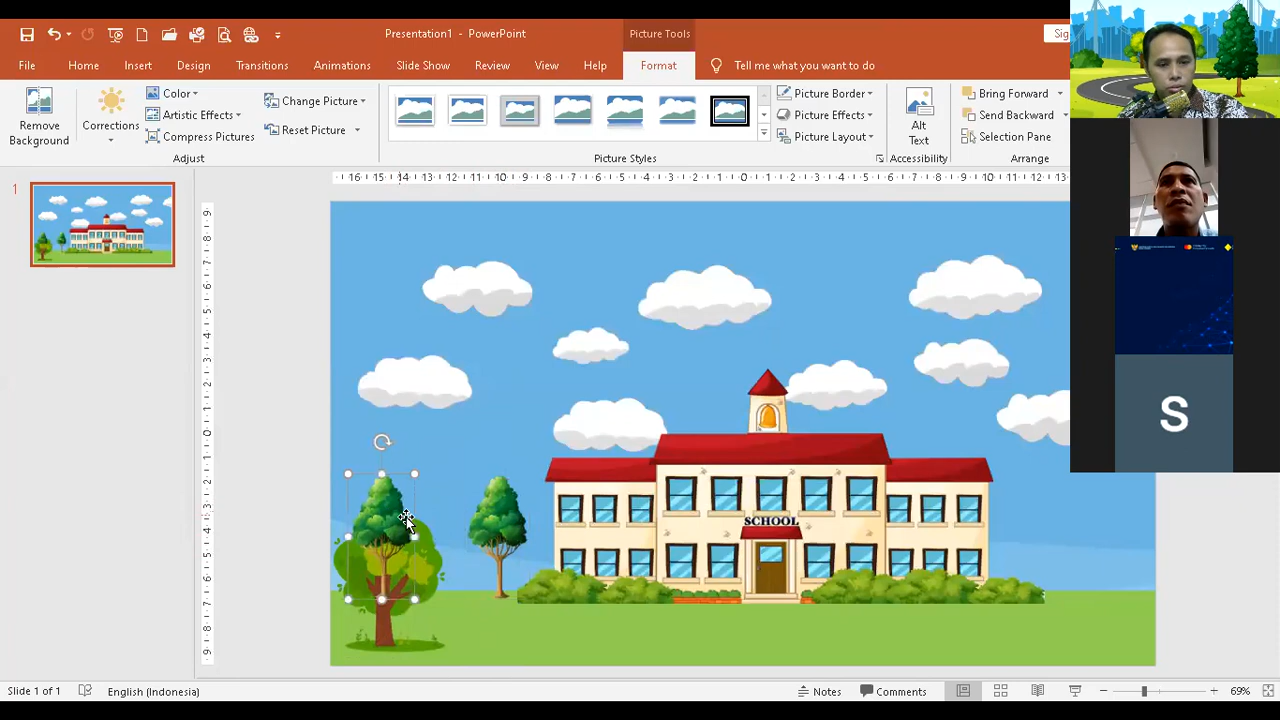 Presentation1 - PowerPoint
Picture Tools
File
Home
Insert
Design
Transitions
Animations
Slide Show
Review
View
Help
Format
Tell me what you want to do
Remove Background
Corrections
Color
Artistic Effects
Compress Pictures
Change Picture
Reset Picture
Adjust
Picture Styles
Picture Border
Picture Effects
Picture Layout
Alt Text
Accessibility
Bring Forward
Send Backward
Selection Pane
Arrange
1
SCHOOL
S
Slide 1 of 1
English (Indonesia)
Notes
Comments
69%